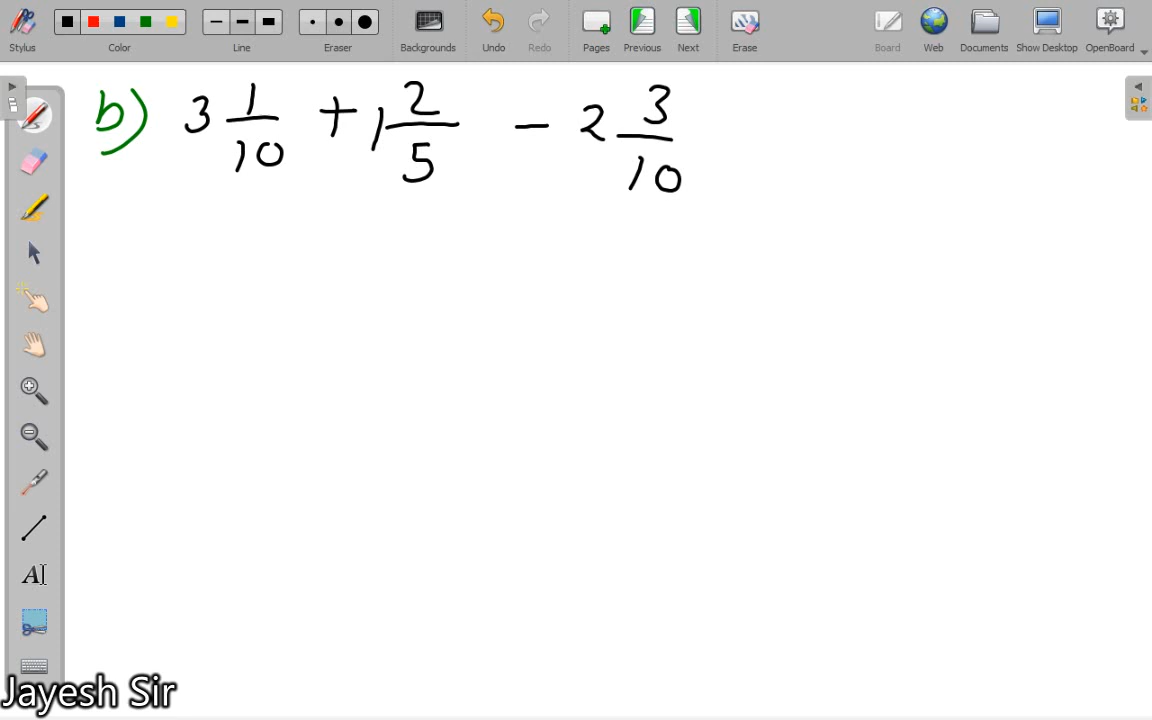 Stylus Color Line Eraser Backgrounds Undo Redo Pages Previous Next Erase Board Web Documents Show Desktop OpenBoard
b) 3 1/10 + 1 2/5 - 2 3/10
A
Jayesh Sir